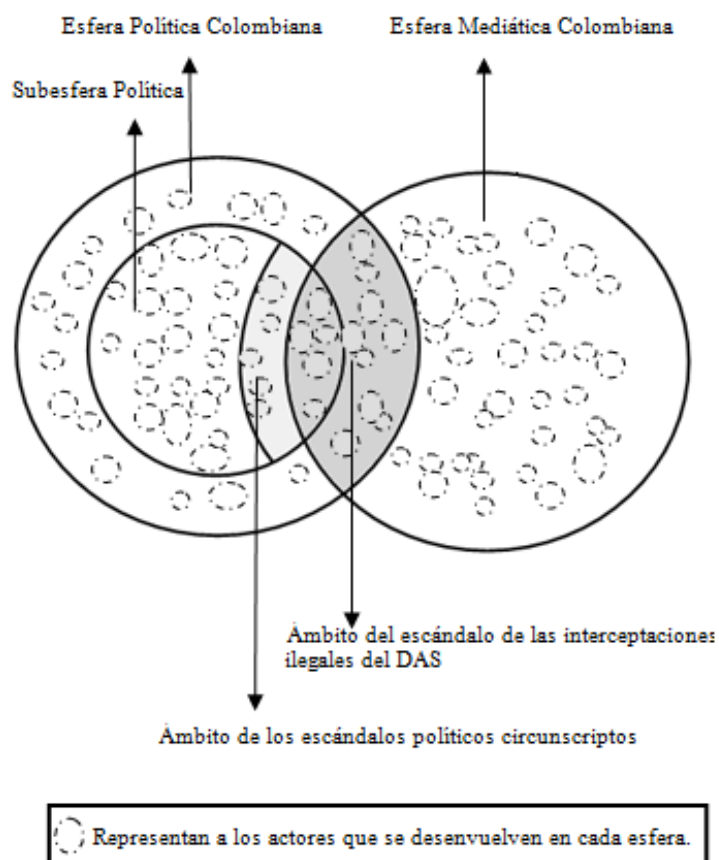 Esfera Política Colombiana
Esfera Mediática Colombiana
Subesfera Política
Ámbito del escándalo de las interceptaciones
ilegales del DAS
Ámbito de los escándalos políticos circunscriptos
Representan a los actores que se desenvuelven en cada esfera.